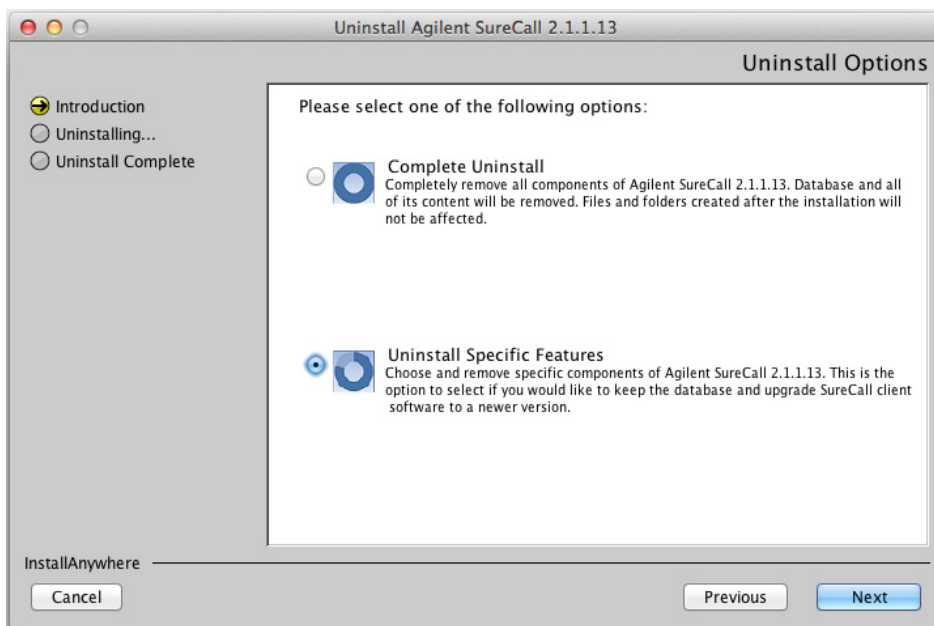 Uninstall Agilent SureCall 2.1.1.13
Uninstall Options
Introduction
Uninstalling...
Uninstall Complete
Please select one of the following options:
Complete Uninstall
Completely remove all components of Agilent SureCall 2.1.1.13. Database and all
of its content will be removed. Files and folders created after the installation will
not be affected.
Uninstall Specific Features
Choose and remove specific components of Agilent SureCall 2.1.1.13. This is the
option to select if you would like to keep the database and upgrade SureCall client
software to a newer version.
InstallAnywhere
Cancel
Previous
Next